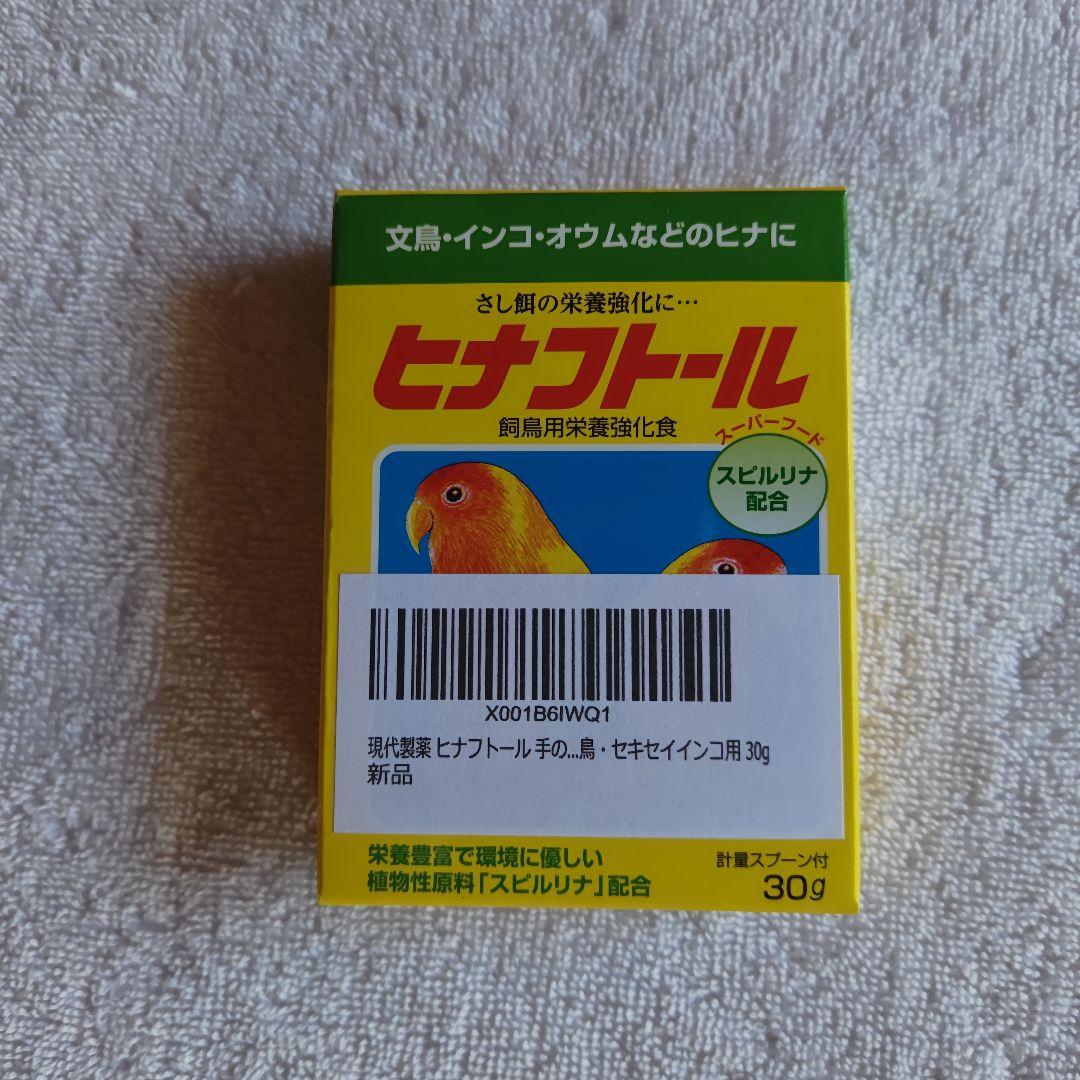 文鳥・インコ・オウムなどのヒナに
さし餌の栄養強化に…
ヒナフトール
飼鳥用栄養強化食
スーパーフード
スピルリナ
配合
X001B6IWQ1
現代製薬 ヒナフトール 手の...鳥・セキセイインコ用 30g
新品
栄養豊富で環境に優しい
植物性原料「スピルリナ」配合
計量スプーン付
30g